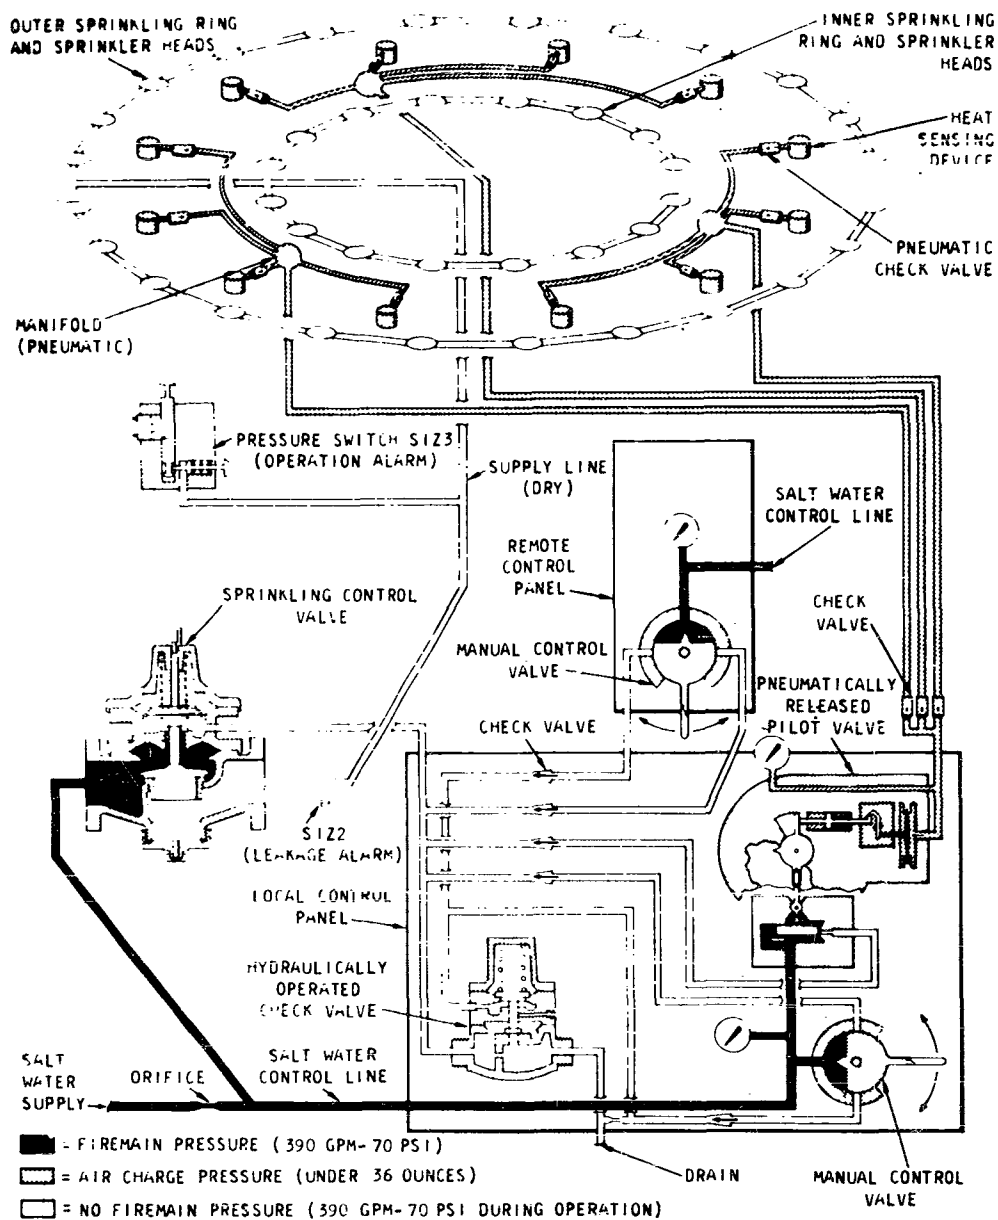 OUTER SPRINKLING RING
AND SPRINKLER HEADS
INNER SPRINKLING
RING AND SPRINKLER
HEADS
HEAT
SENSING
DEVICE
PNEUMATIC
CHECK VALVE
MANIFOLD
(PNEUMATIC)
PRESSURE SWITCH S1Z3
(OPERATION ALARM)
SUPPLY LINE
(DRY)
SALT WATER
CONTROL LINE
REMOTE
CONTROL
PANEL
SPRINKLING CONTROL
VALVE
CHECK
VALVE
MANUAL CONTROL
VALVE
PNEUMATICALLY
RELEASED
PILOT VALVE
CHECK VALVE
S1Z2
(LEAKAGE ALARM)
LOCAL CONTROL
PANEL
HYDRAULICALLY
OPERATED
CHECK VALVE
SALT
WATER
SUPPLY
ORIFICE
SALT WATER
CONTROL LINE
DRAIN
MANUAL CONTROL
VALVE
= FIREMAIN PRESSURE (390 GPM-70 PSI)
= AIR CHARGE PRESSURE (UNDER 36 OUNCES)
= NO FIREMAIN PRESSURE (390 GPM-70 PSI DURING OPERATION)